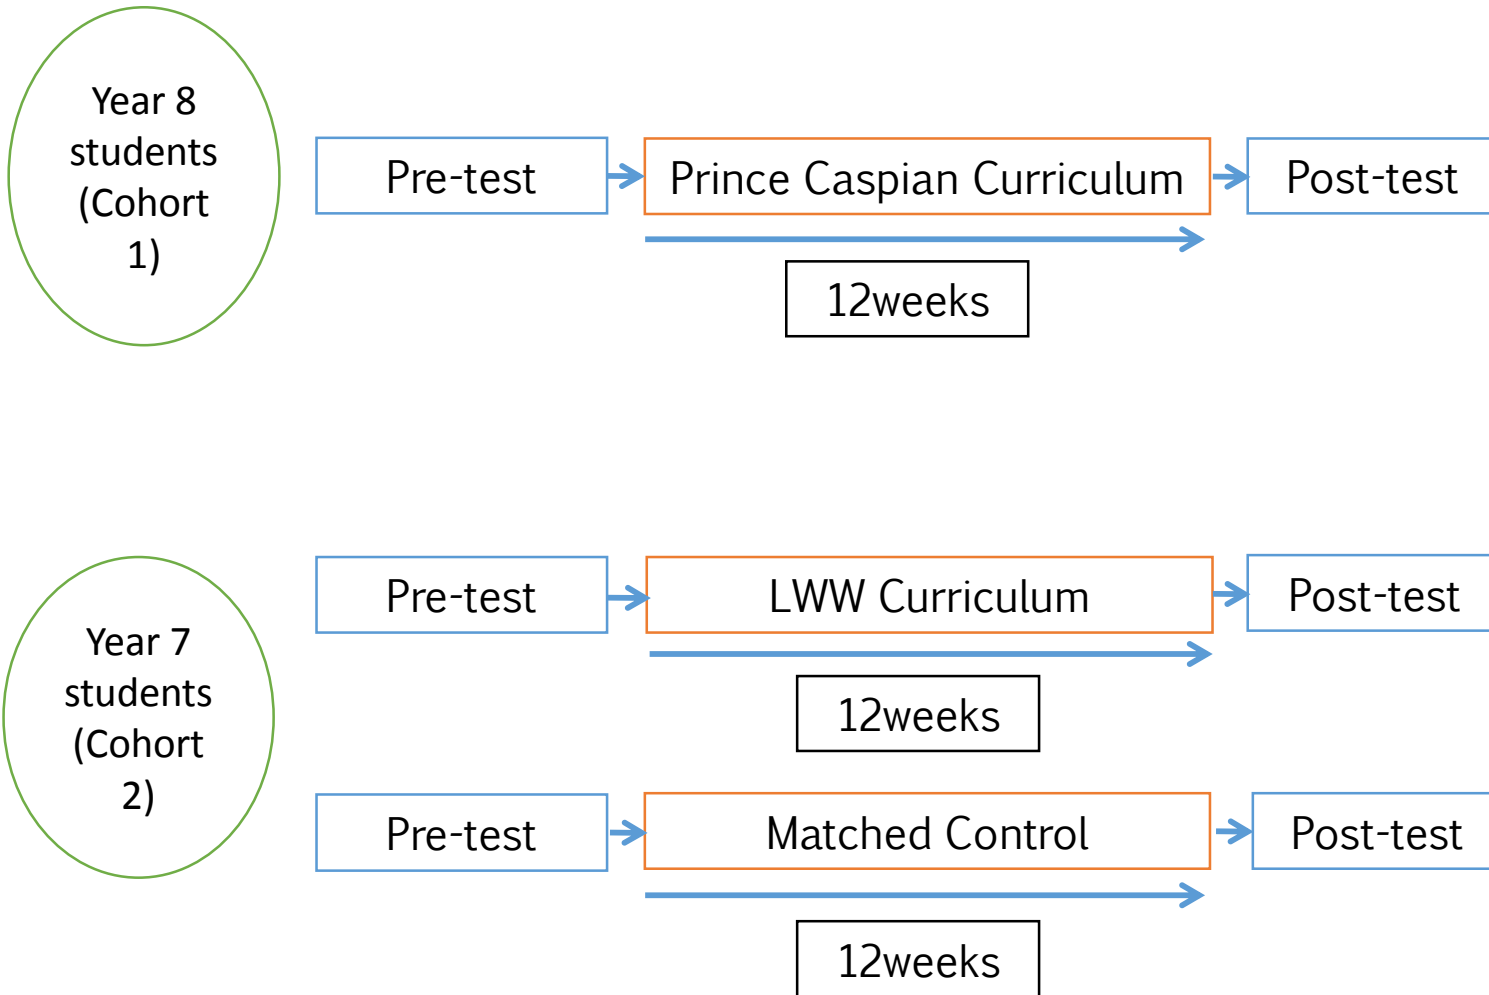 Year 8
students
(Cohort
1)
Pre-test
Prince Caspian Curriculum
Post-test
12weeks
Year 7
students
(Cohort
2)
Pre-test
LWW Curriculum
Post-test
12weeks
Pre-test
Matched Control
Post-test
12weeks